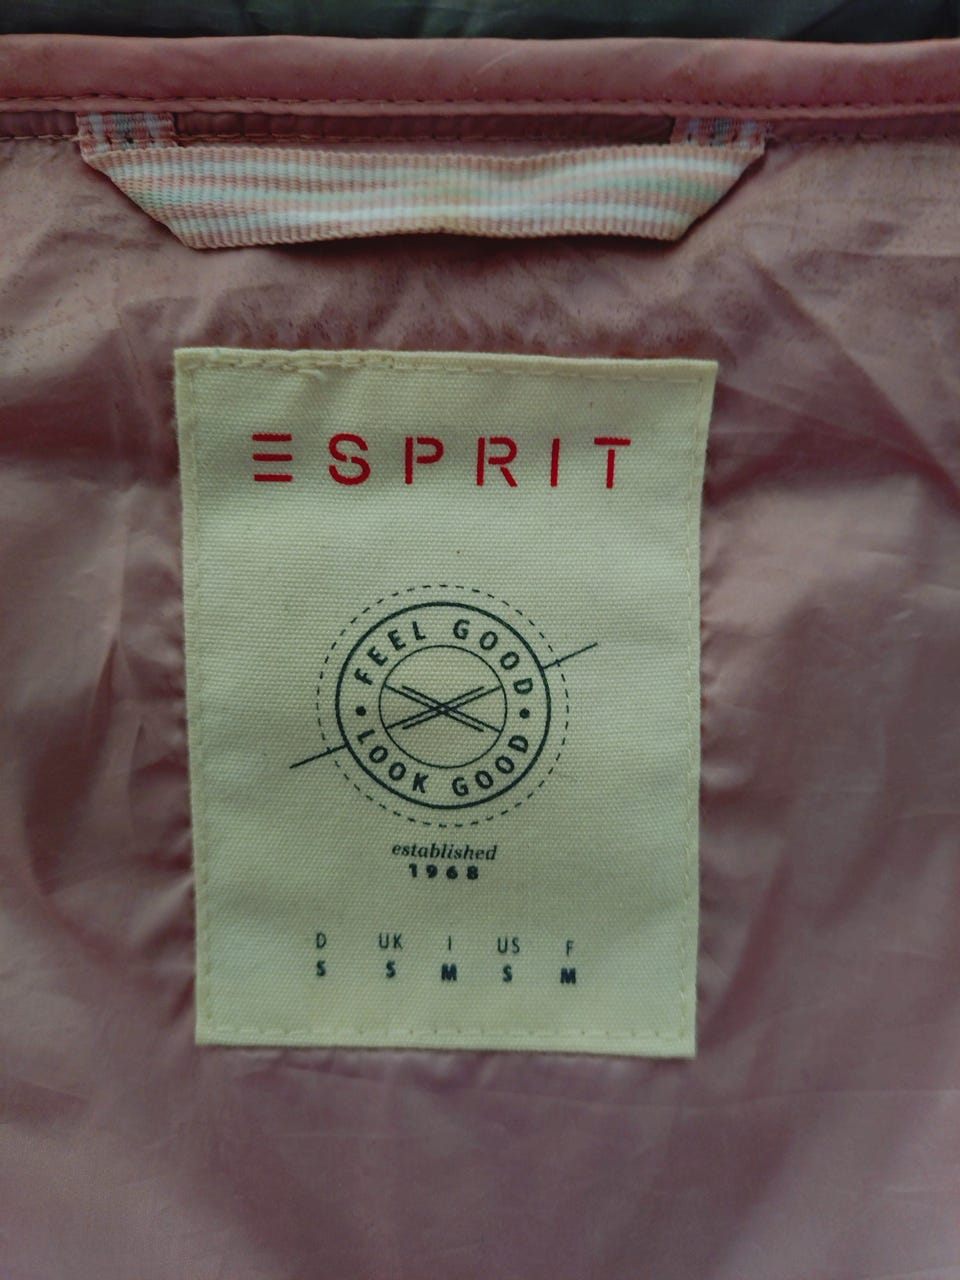 ESPRIT
FEEL GOOD
• LOOK GOOD •
established
1968
D UK I US F
S S M S M